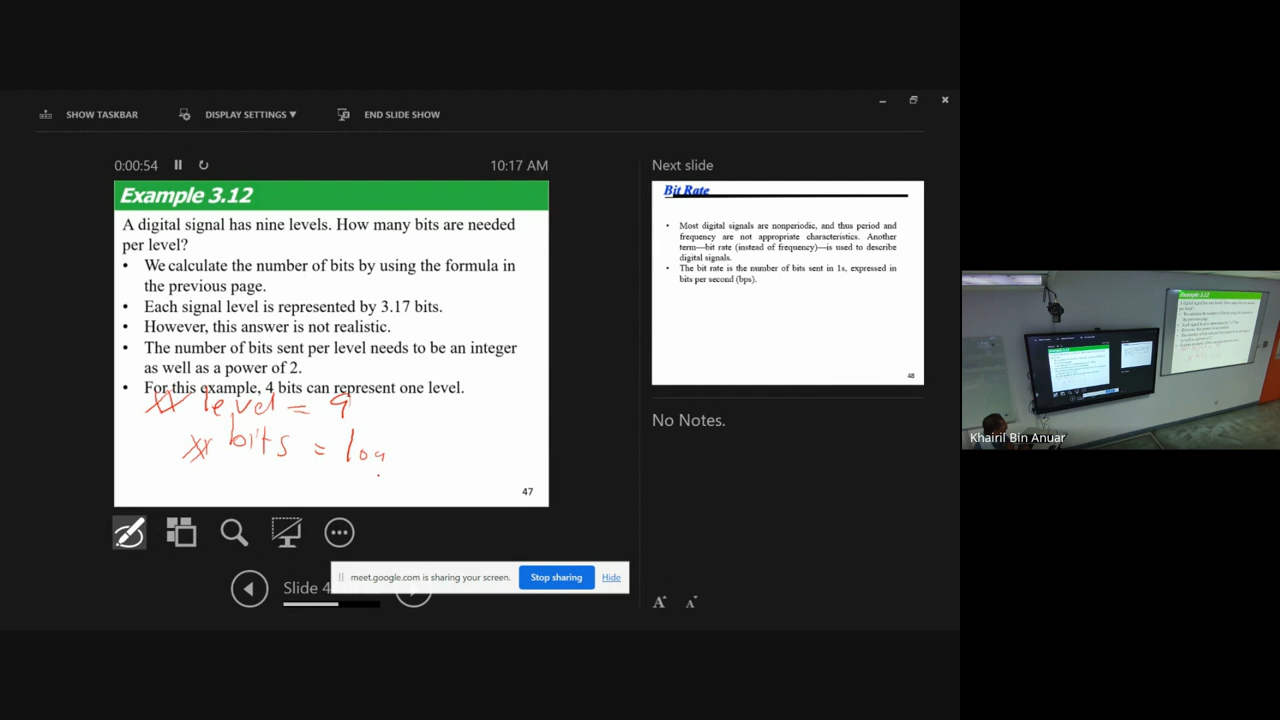 SHOW TASKBAR
DISPLAY SETTINGS ▼
END SLIDE SHOW
0:00:54
10:17 AM
Example 3.12
A digital signal has nine levels. How many bits are needed
per level?
• We calculate the number of bits by using the formula in
the previous page.
• Each signal level is represented by 3.17 bits.
• However, this answer is not realistic.
• The number of bits sent per level needs to be an integer
as well as a power of 2.
• For this example, 4 bits can represent one level.
level = 9
bits = log
47
Next slide
Bit Rate
• Most digital signals are nonperiodic, and thus period and
frequency are not appropriate characteristics. Another
term—bit rate (instead of frequency)—is used to describe
digital signals.
• The bit rate is the number of bits sent in 1s, expressed in
bits per second (bps).
48
No Notes.
Slide 4
meet.google.com is sharing your screen.
Stop sharing
Hide
A A
Khairil Bin Anuar
Example 3.12